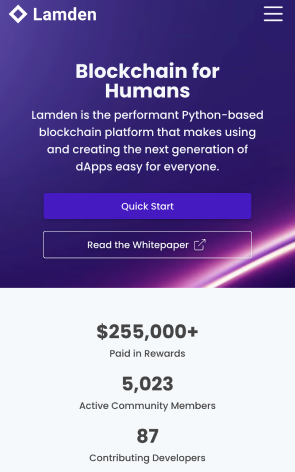 Lamden
Blockchain for
Humans
Lamden is the performant Python-based
blockchain platform that makes using
and creating the next generation of
dApps easy for everyone.
Quick Start
Read the Whitepaper
$255,000+
Paid in Rewards
5,023
Active Community Members
87
Contributing Developers